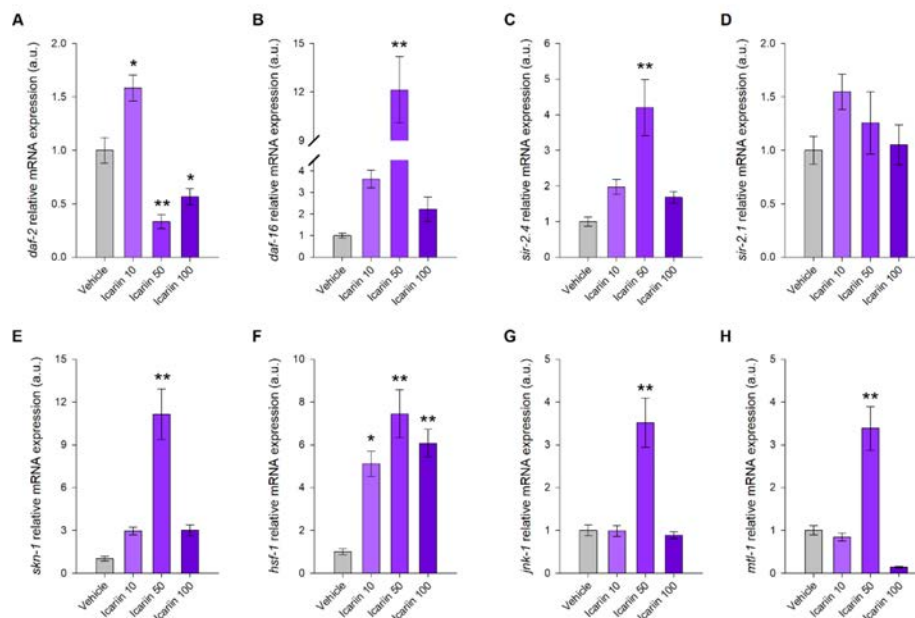 A
daf-2 relative mRNA expression (a.u.)
2.0
1.5
1.0
0.5
0.0
*
**
*
Vehicle
Icariin 10
Icariin 50
Icariin 100
B
daf-16 relative mRNA expression (a.u.)
15
12
9
4
3
2
1
0
**
Vehicle
Icariin 10
Icariin 50
Icariin 100
C
sir-2.4 relative mRNA expression (a.u.)
6
5
4
3
2
1
0
**
Vehicle
Icariin 10
Icariin 50
Icariin 100
D
sir-2.1 relative mRNA expression (a.u.)
2.0
1.5
1.0
0.5
0.0
Vehicle
Icariin 10
Icariin 50
Icariin 100
E
skn-1 relative mRNA expression (a.u.)
15
12
9
6
3
0
**
Vehicle
Icariin 10
Icariin 50
Icariin 100
F
hsf-1 relative mRNA expression (a.u.)
10
8
6
4
2
0
*
**
**
Vehicle
Icariin 10
Icariin 50
Icariin 100
G
jnk-1 relative mRNA expression (a.u.)
5
4
3
2
1
0
**
Vehicle
Icariin 10
Icariin 50
Icariin 100
H
mtl-1 relative mRNA expression (a.u.)
5
4
3
2
1
0
**
Vehicle
Icariin 10
Icariin 50
Icariin 100